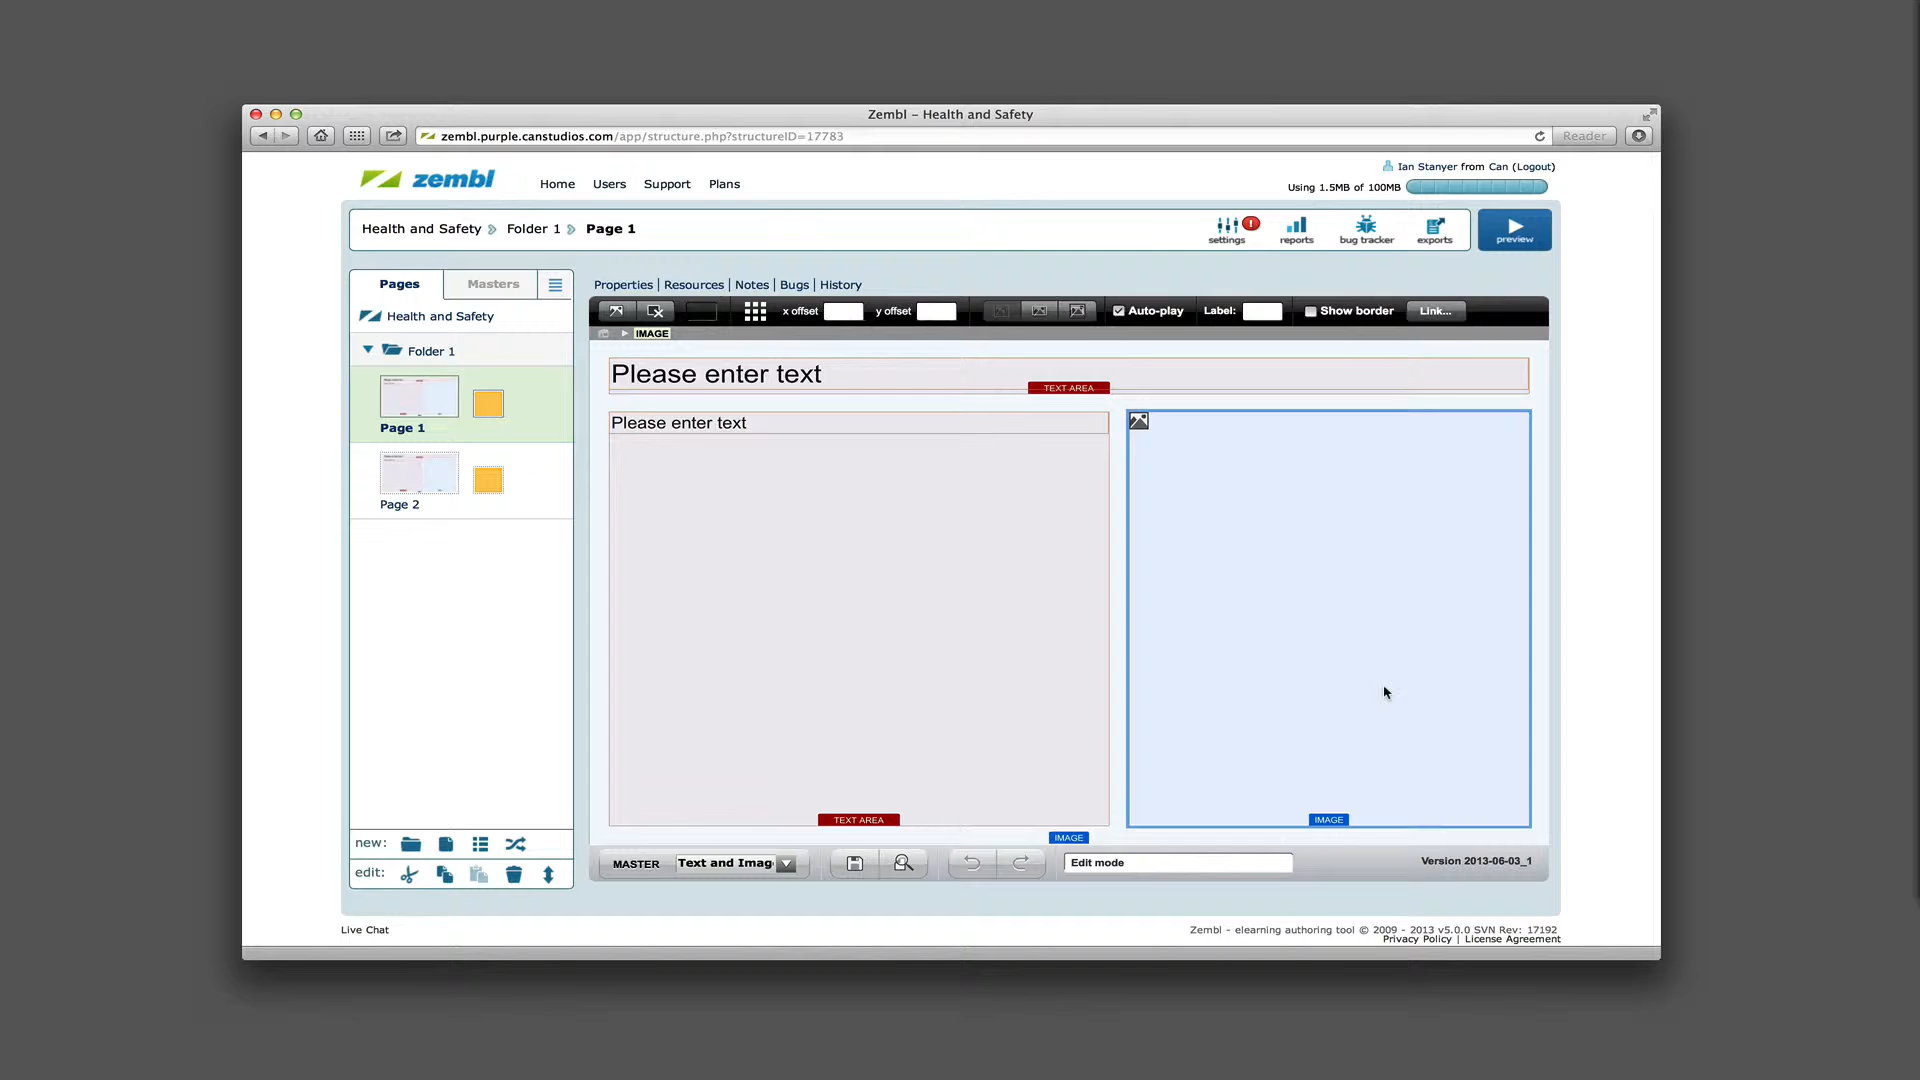 Zembl – Health and Safety
zembl.purple.canstudios.com/app/structure.php?structureID=17783
Reader
Ian Stanyer from Can (Logout)
zembl
Home
Users
Support
Plans
Using 1.5MB of 100MB
Health and Safety
Folder 1
Page 1
settings
!
reports
bug tracker
exports
preview
Pages
Masters
Properties | Resources | Notes | Bugs | History
x offset
y offset
Auto-play
Label:
Show border
Link...
Health and Safety
IMAGE
Folder 1
Please enter text
TEXT AREA
Please enter text
Page 1
Page 2
TEXT AREA
IMAGE
IMAGE
new:
edit:
MASTER
Text and Imag
Edit mode
Version 2013-06-03_1
Live Chat
Zembl - elearning authoring tool © 2009 - 2013 v5.0.0 SVN Rev: 17192
Privacy Policy | License Agreement